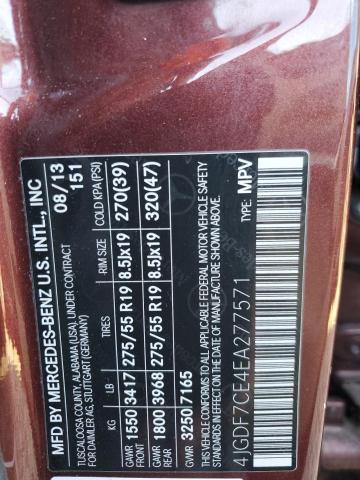 MFD BY MERCEDES-BENZ U.S. INTL., INC
TUSCALOOSA COUNTY, ALABAMA (USA), UNDER CONTRACT
FOR DAIMLER AG, STUTTGART (GERMANY)
08/13
151
KG LB TIRES COLD KPA (PSI)
GAWR FRONT 1550 3417 275/55 R19 8.5jx19 270(39)
GAWR REAR 1800 3968 275/55 R19 8.5jx19 320(47)
GVWR 3250 7165
THIS VEHICLE CONFORMS TO
ALL APPLICABLE FEDERAL MOTOR VEHICLE SAFETY
STANDARDS IN EFFECT ON THE DATE OF MANUFACTURE SHOWN
ABOVE.
4JGDF7CE4EA277571
TYPE: MPV